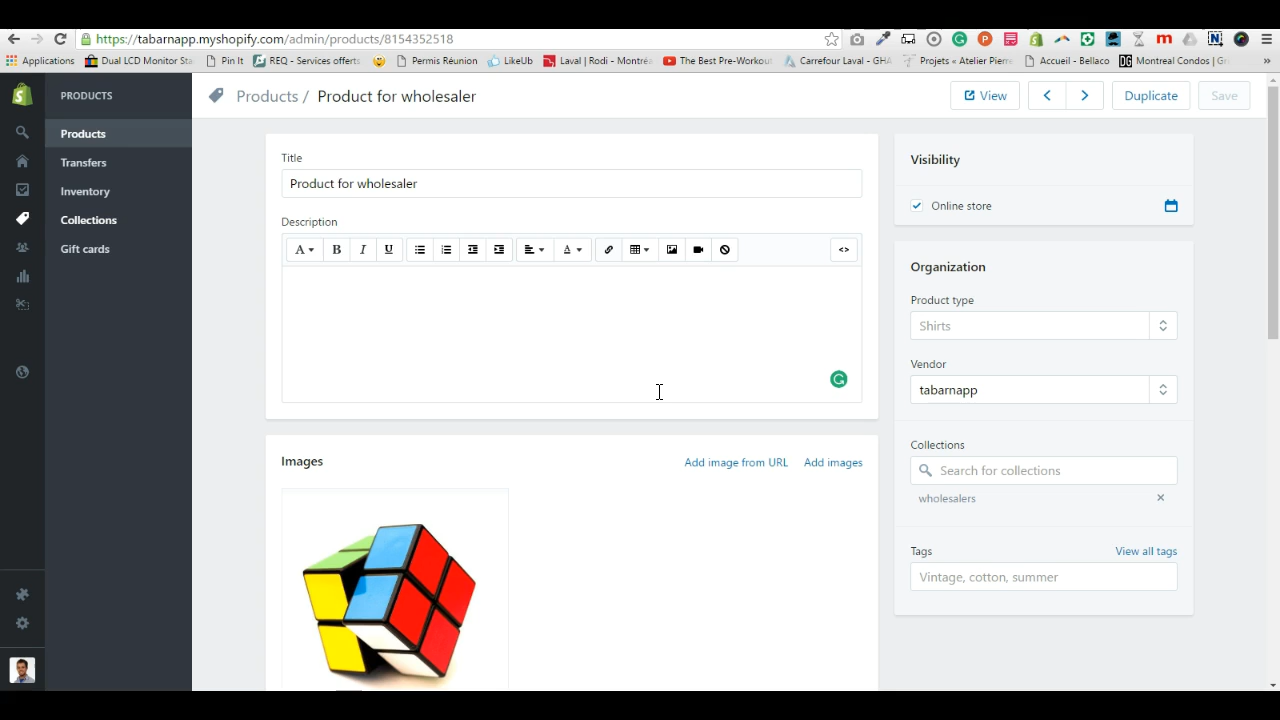 https://tabarnapp.myshopify.com/admin/products/8154352518
Applications Dual LCD Monitor Sta Pin It REQ - Services offerts Permis Réunion LikeUb Laval | Rodi - Montré The Best Pre-Workou Carrefour Laval - GHA Projets « Atelier Pierre Accueil - Bellaco DG Montreal Condos | Gr »
PRODUCTS
Products / Product for wholesaler
View
Duplicate
Save
Products
Transfers
Inventory
Collections
Gift cards
Title
Product for wholesaler
Description
A B I U A <>
Images
Add image from URL
Add images
Visibility
Online store
Organization
Product type
Shirts
Vendor
tabarnapp
Collections
Search for collections
wholesalers
Tags
View all tags
Vintage, cotton, summer